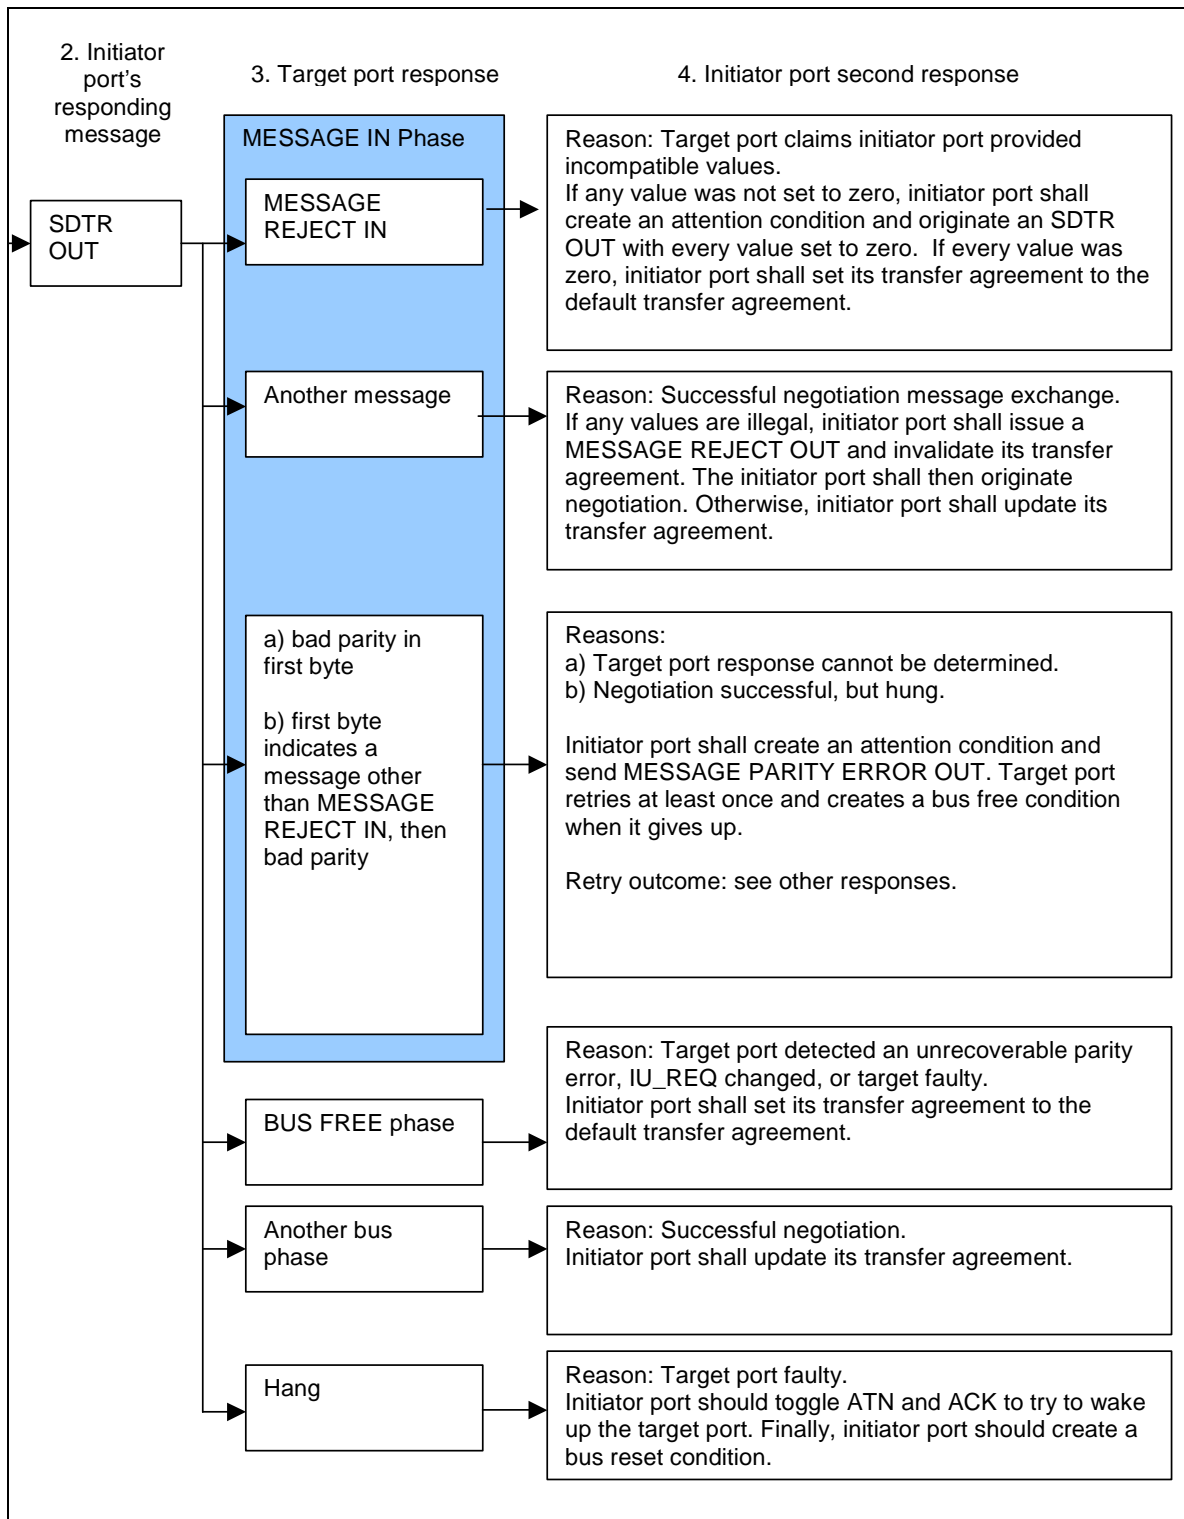 2. Initiator
port's
responding
message
3. Target port response
4. Initiator port second response
SDTR
OUT
MESSAGE IN Phase
MESSAGE
REJECT IN
Reason: Target port claims initiator port provided
incompatible values.
If any value was not set to zero, initiator port shall
create an attention condition and originate an SDTR
OUT with every value set to zero.  If every value was
zero, initiator port shall set its transfer agreement to the
default transfer agreement.
Another message
Reason: Successful negotiation message exchange.
If any values are illegal, initiator port shall issue a
MESSAGE REJECT OUT and invalidate its transfer
agreement. The initiator port shall then originate
negotiation. Otherwise, initiator port shall update its
transfer agreement.
a) bad parity in
first byte
b) first byte
indicates a
message other
than MESSAGE
REJECT IN, then
bad parity
Reasons:
a) Target port response cannot be determined.
b) Negotiation successful, but hung.
Initiator port shall create an attention condition and
send MESSAGE PARITY ERROR OUT. Target port
retries at least once and creates a bus free condition
when it gives up.
Retry outcome: see other responses.
BUS FREE phase
Reason: Target port detected an unrecoverable parity
error, IU_REQ changed, or target faulty.
Initiator port shall set its transfer agreement to the
default transfer agreement.
Another bus
phase
Reason: Successful negotiation.
Initiator port shall update its transfer agreement.
Hang
Reason: Target port faulty.
Initiator port should toggle ATN and ACK to try to wake
up the target port. Finally, initiator port should create a
bus reset condition.